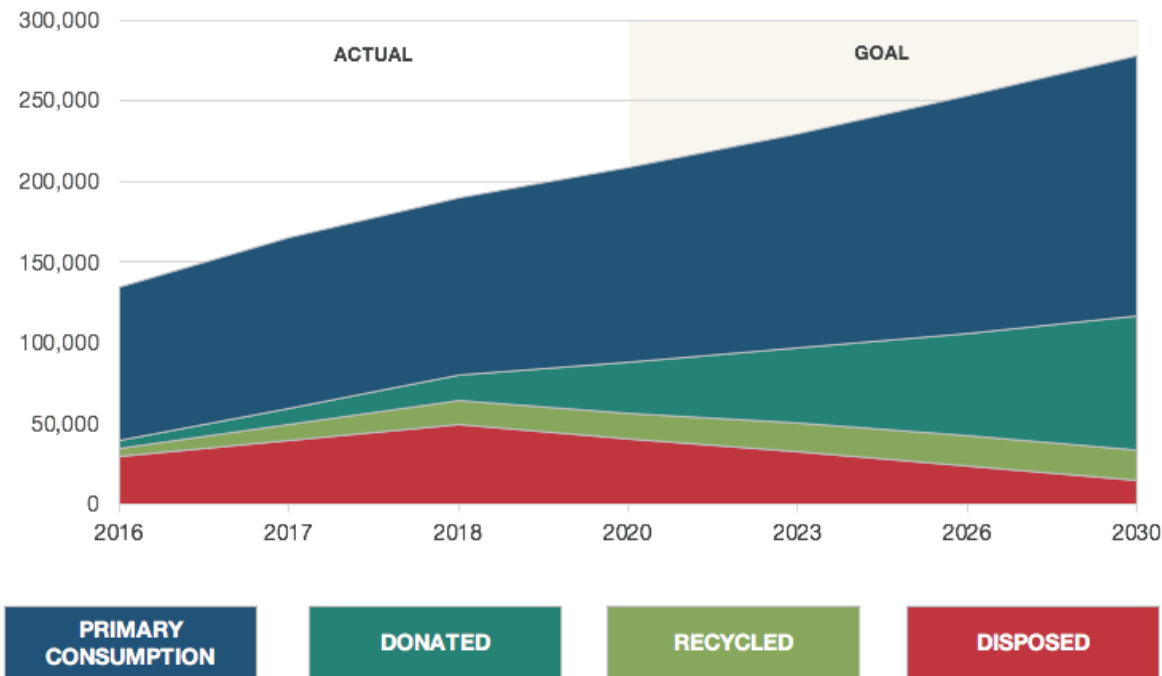 300,000
ACTUAL
GOAL
250,000
200,000
150,000
100,000
50,000
0
2016 2017 2018 2020 2023 2026 2030
PRIMARY
CONSUMPTION
DONATED
RECYCLED
DISPOSED